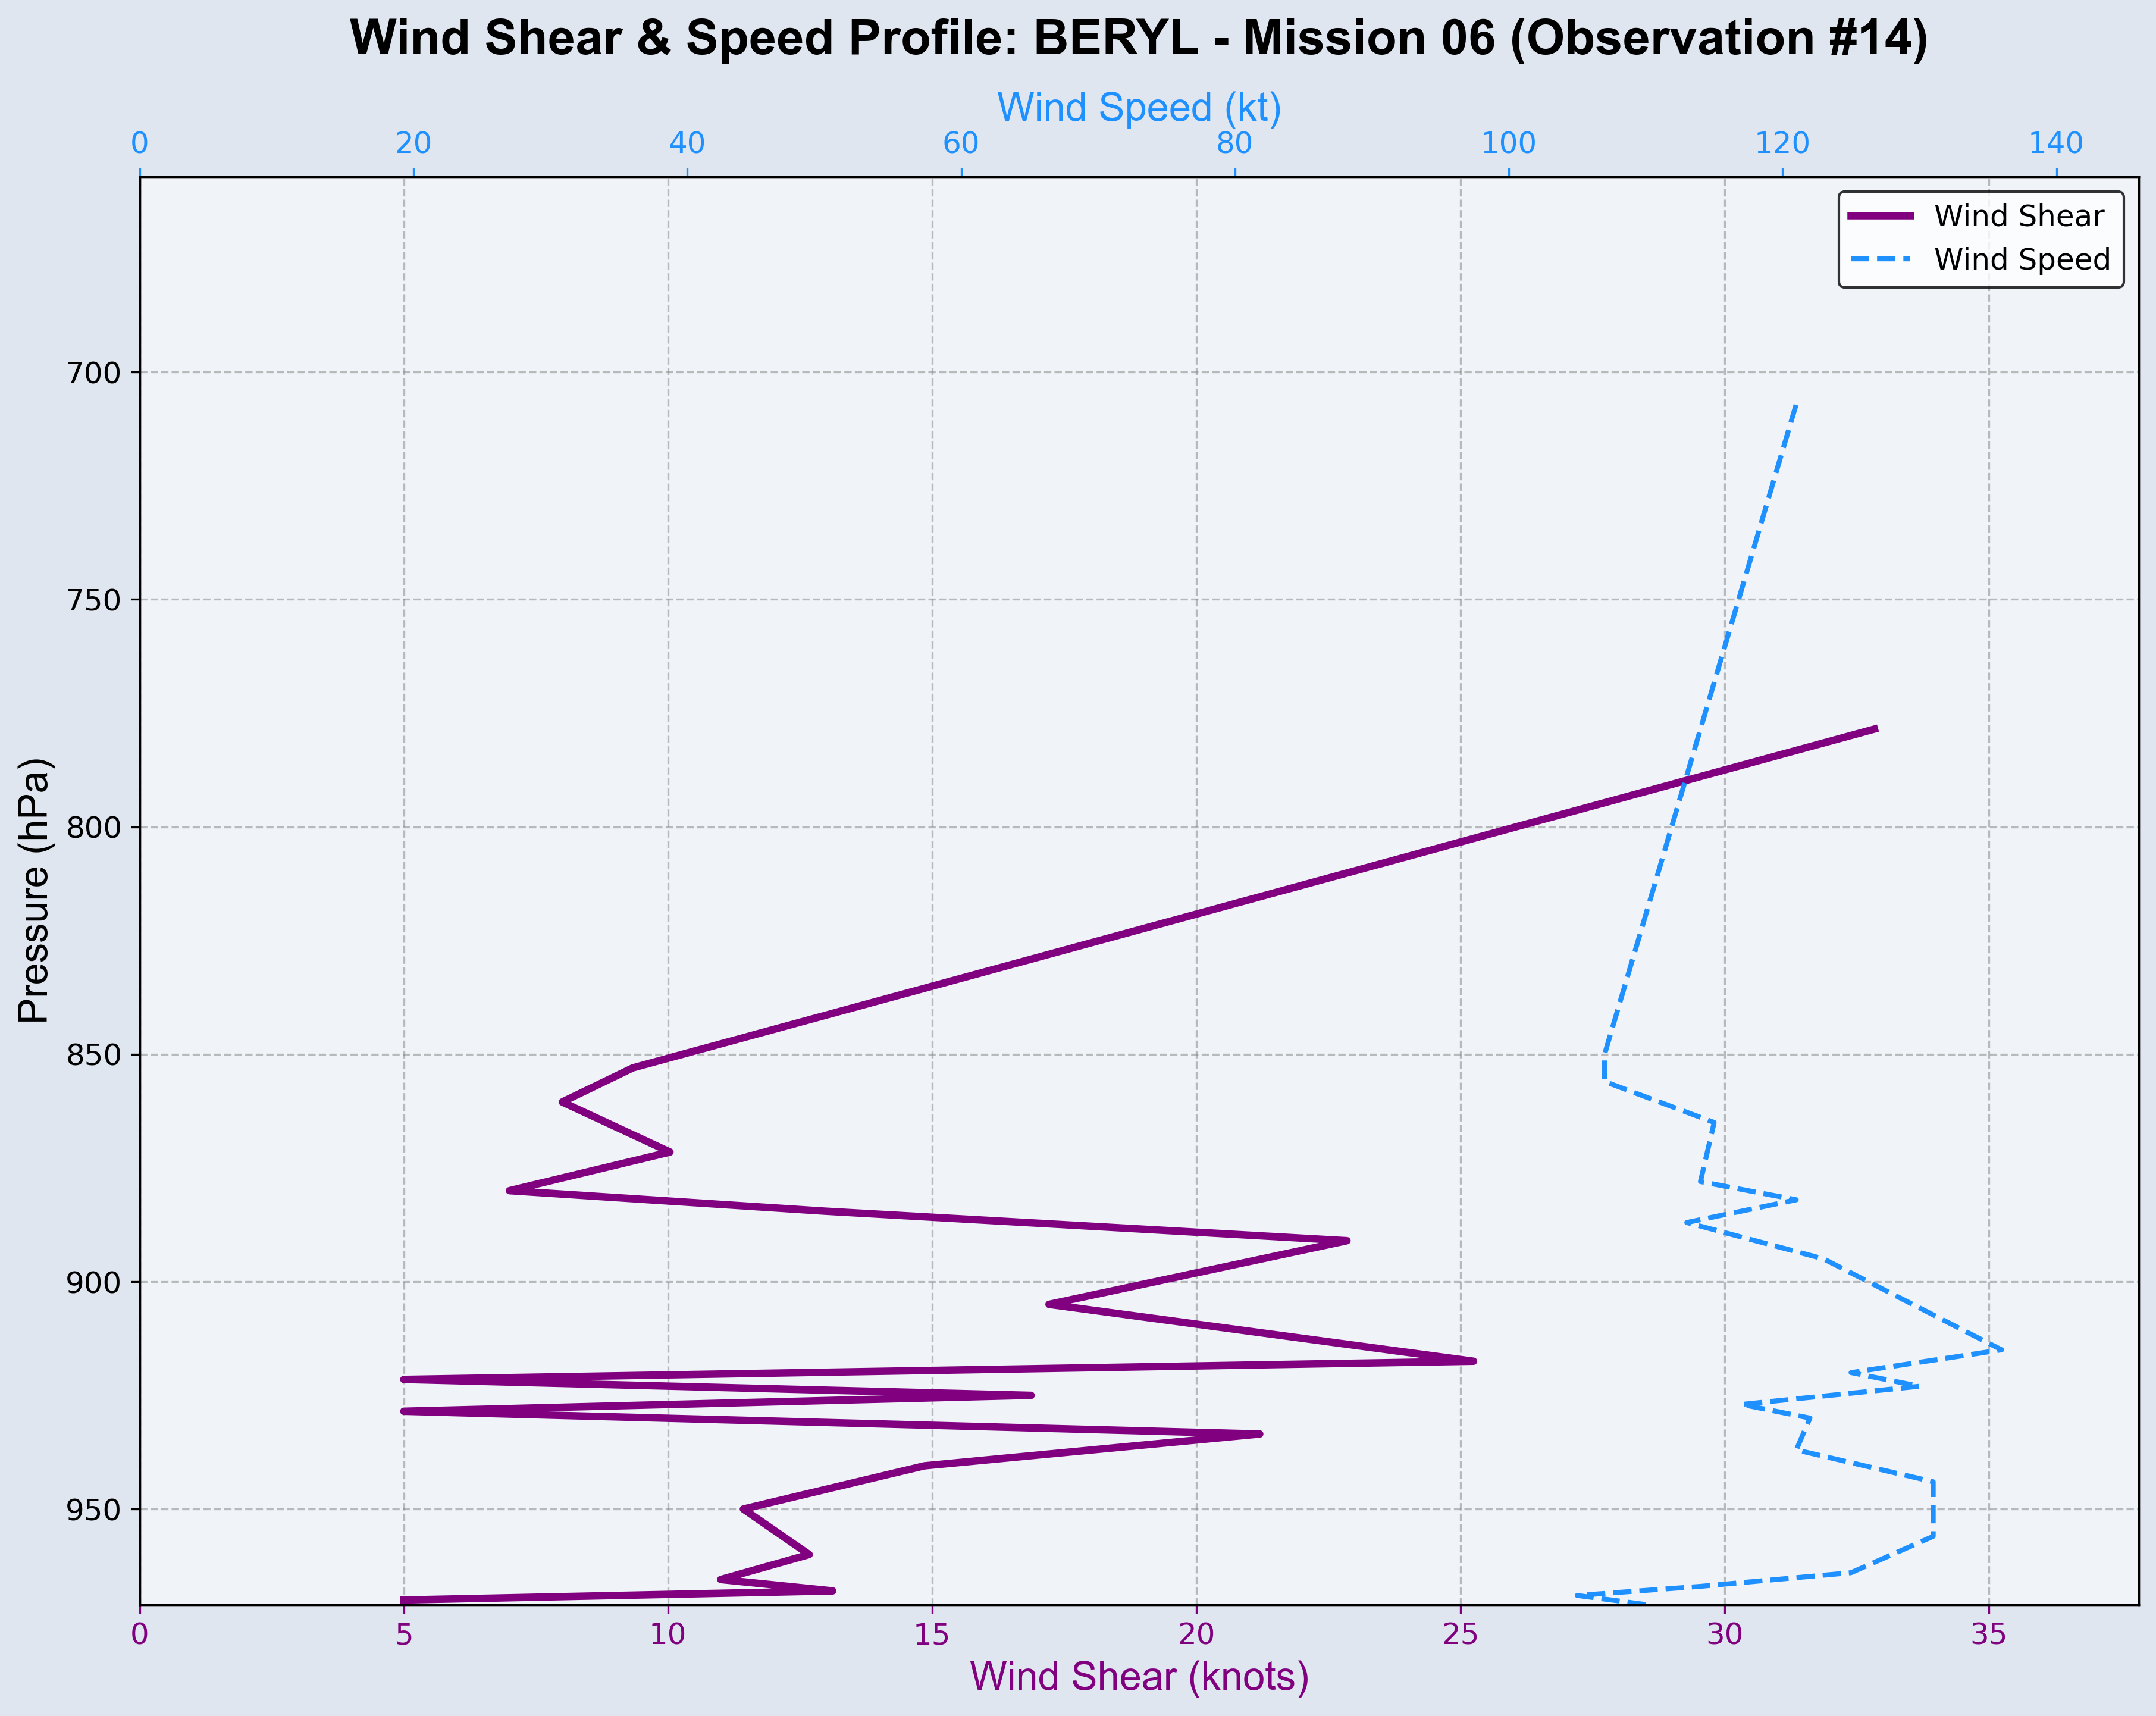 Wind Shear & Speed Profile: BERYL - Mission 06 (Observation #14)
Wind Speed (kt)
0 20 40 60 80 100 120 140
Wind Shear
Wind Speed
700
750
800
850
900
950
Pressure (hPa)
0 5 10 15 20 25 30 35
Wind Shear (knots)